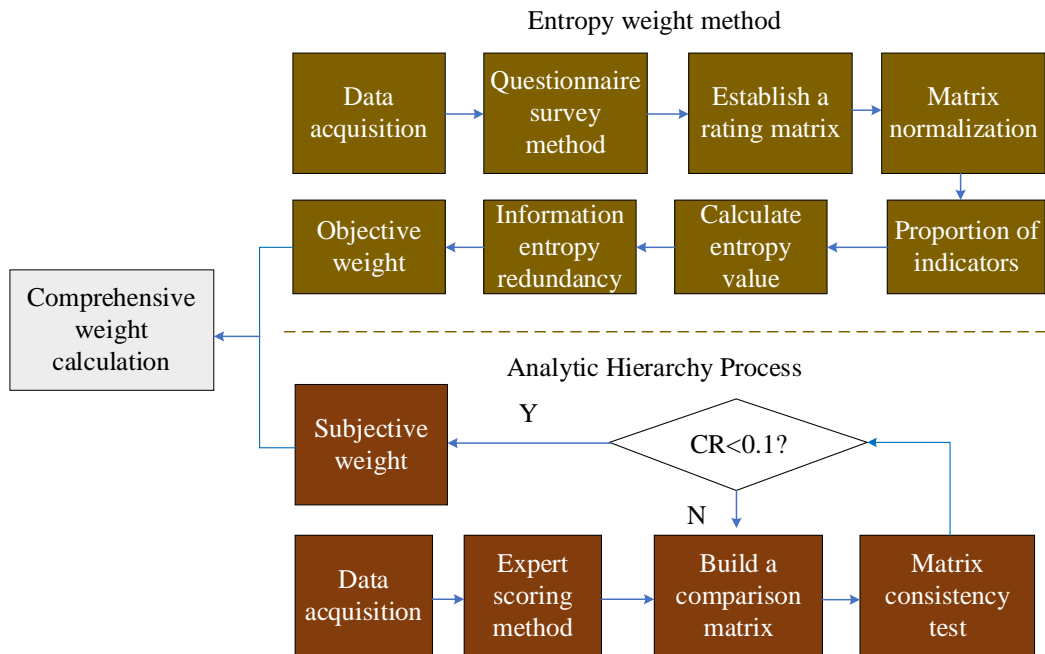 Entropy weight method
Data
acquisition
Questionnaire
survey
method
Establish a
rating matrix
Matrix
normalization
Objective
weight
Information
entropy
redundancy
Calculate
entropy
value
Proportion of
indicators
Comprehensive
weight
calculation
Analytic Hierarchy Process
Subjective
weight
Y
CR<0.1?
N
Data
acquisition
Expert
scoring
method
Build a
comparison
matrix
Matrix
consistency
test